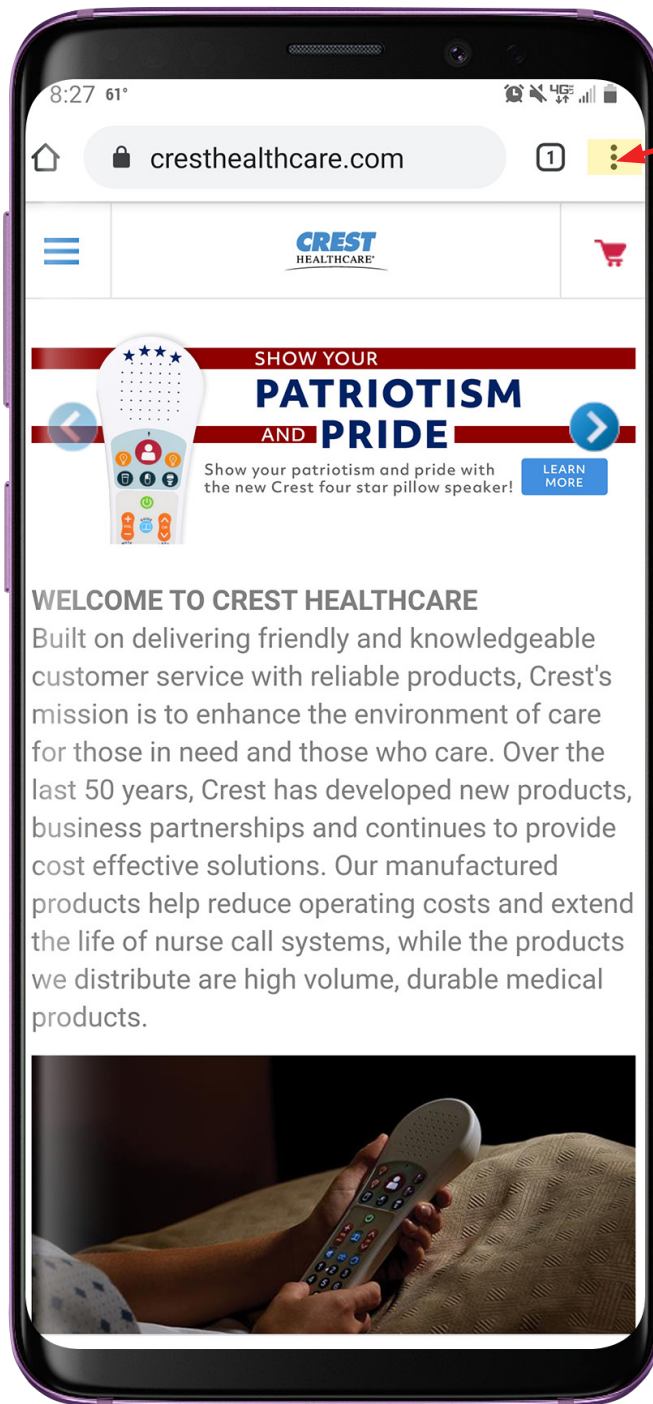 8:27 61°
4G
cresthealthcare.com
1
CREST
HEALTHCARE®
SHOW YOUR
PATRIOTISM
AND PRIDE
Show your patriotism and pride with
the new Crest four star pillow speaker!
LEARN
MORE
WELCOME TO CREST HEALTHCARE
Built on delivering friendly and knowledgeable
customer service with reliable products, Crest's
mission is to enhance the environment of care
for those in need and those who care. Over the
last 50 years, Crest has developed new products,
business partnerships and continues to provide
cost effective solutions. Our manufactured
products help reduce operating costs and extend
the life of nurse call systems, while the products
we distribute are high volume, durable medical
products.